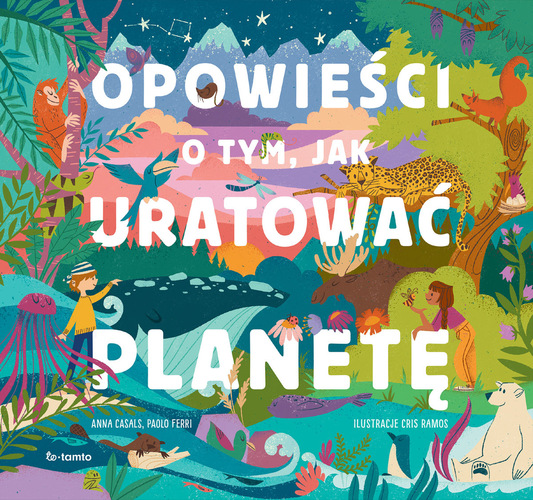 OPOWIEŚCI
O TYM, JAK
URATOWAĆ
PLANETĘ
ANNA CASALS, PAOLO FERRI
ILUSTRACJE CRIS RAMOS
to•tamto